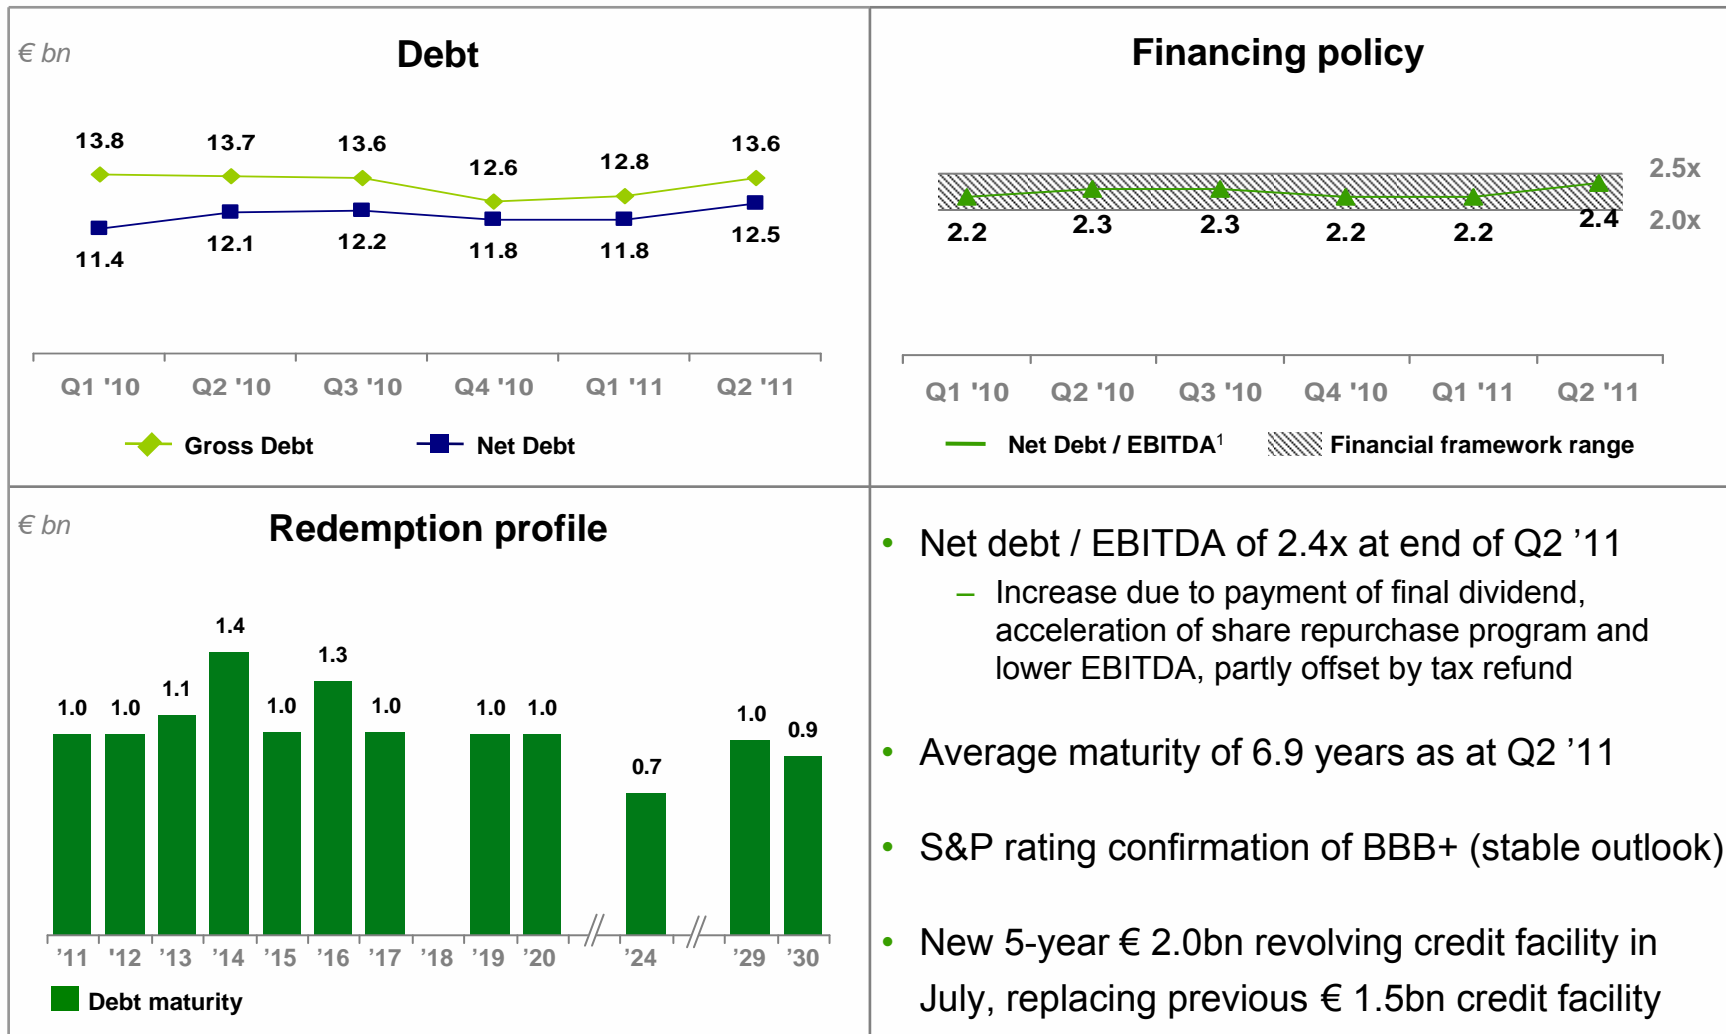 € bn
Debt
13.8 13.7 13.6 12.6 12.8 13.6
11.4 12.1 12.2 11.8 11.8 12.5
Q1 '10 Q2 '10 Q3 '10 Q4 '10 Q1 '11 Q2 '11
Gross Debt Net Debt
Financing policy
2.5x
2.0x
2.2 2.3 2.3 2.2 2.2 2.4
Q1 '10 Q2 '10 Q3 '10 Q4 '10 Q1 '11 Q2 '11
Net Debt / EBITDA¹ Financial framework range
€ bn
Redemption profile
1.0 1.0 1.1 1.4 1.0 1.3 1.0 1.0 1.0 0.7 1.0 0.9
’11 '12 ’13 ’14 ’15 ’16 ’17 ’18 ’19 ’20 ’24 ’29 ’30
Debt maturity
• Net debt / EBITDA of 2.4x at end of Q2 ’11
– Increase due to payment of final dividend,
acceleration of share repurchase program and
lower EBITDA, partly offset by tax refund
• Average maturity of 6.9 years as at Q2 ’11
• S&P rating confirmation of BBB+ (stable outlook)
• New 5-year € 2.0bn revolving credit facility in
July, replacing previous € 1.5bn credit facility